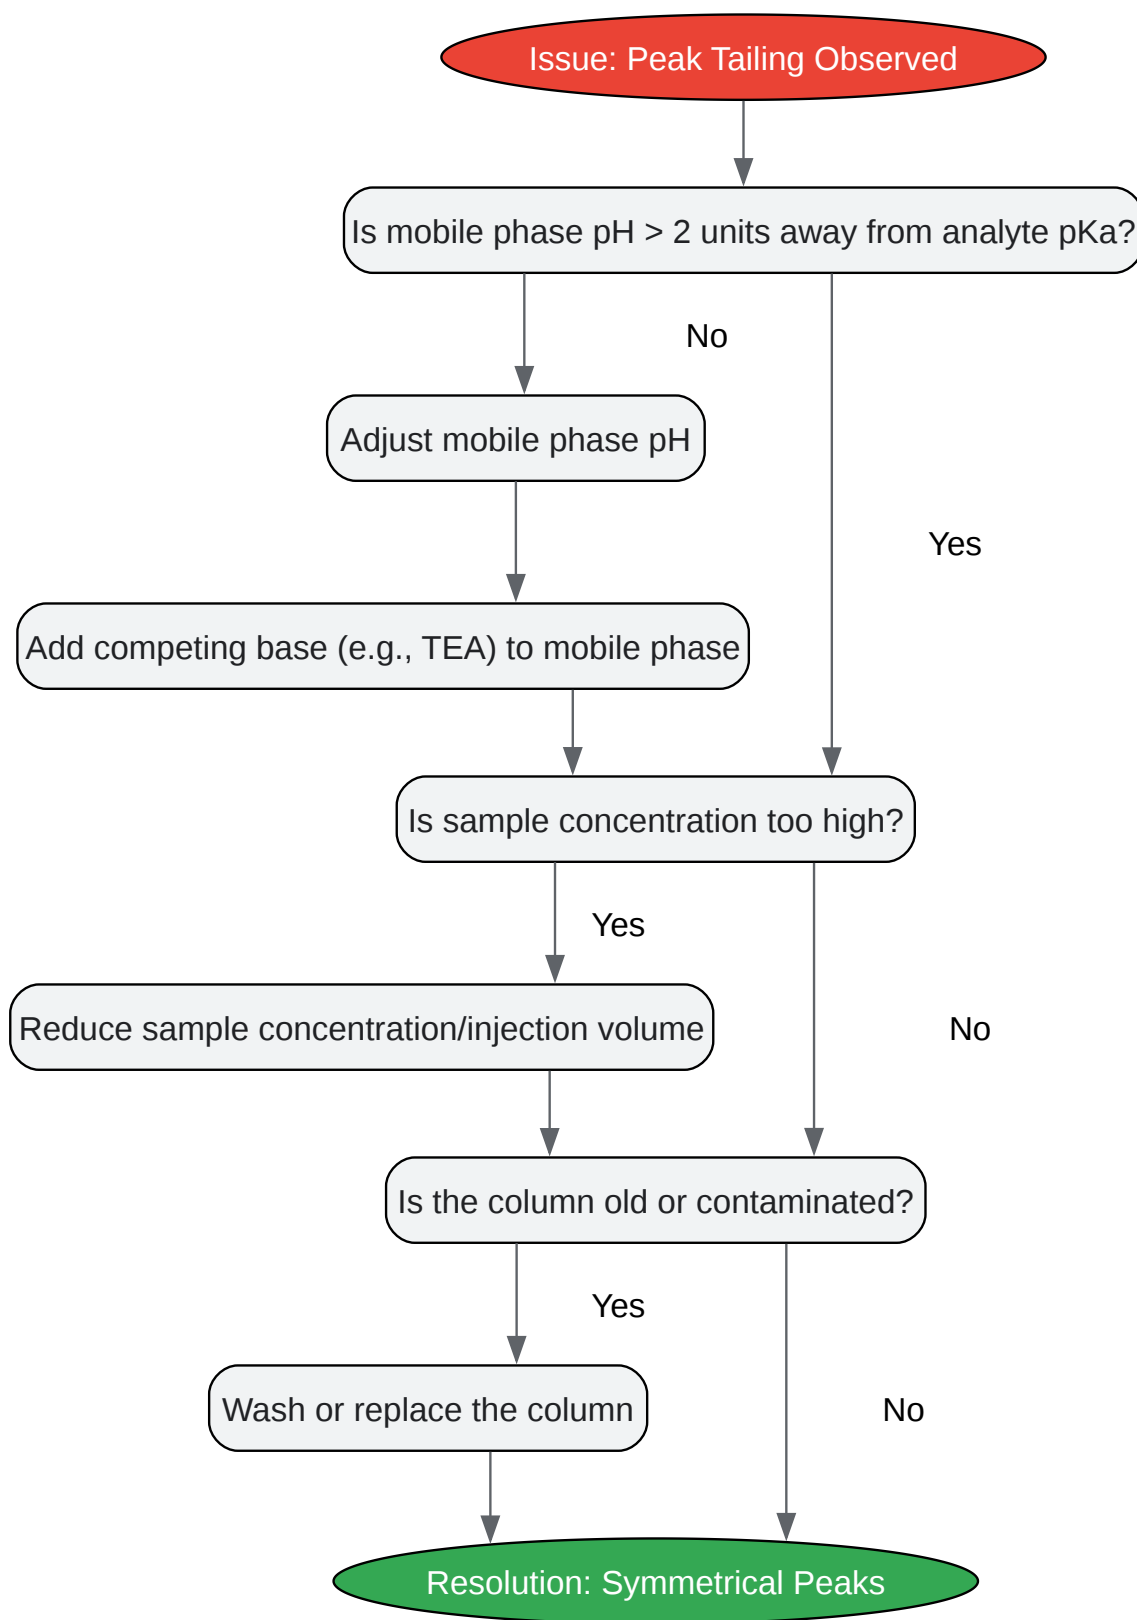 Issue: Peak Tailing Observed
Is mobile phase pH > 2 units away from analyte pKa?
No
Adjust mobile phase pH
Yes
Add competing base (e.g., TEA) to mobile phase
Is sample concentration too high?
Yes
Reduce sample concentration/injection volume
No
Is the column old or contaminated?
Yes
Wash or replace the column
No
Resolution: Symmetrical Peaks